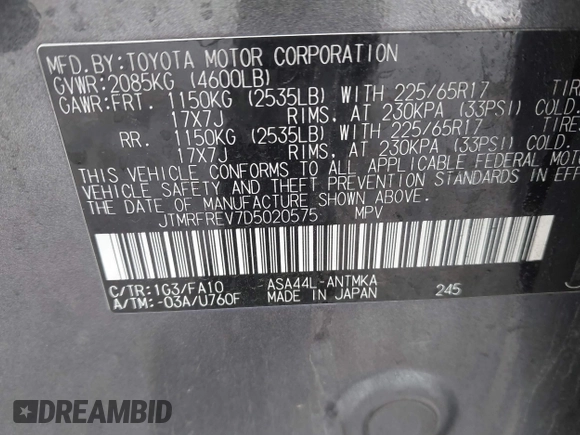 MFD.BY:TOYOTA MOTOR CORPORATION
GVWR:2085KG (4600LB)
GAWR:FRT. 1150KG (2535LB) WITH 225/65R17 TIR
17X7J RIMS, AT 230KPA (33PSI) COLD.
RR. 1150KG (2535LB) WITH 225/65R17 TIRE
17X7J RIMS, AT 230KPA (33PSI) COLD.
THIS VEHICLE CONFORMS TO ALL APPLICABLE FEDERAL MOTO
VEHICLE SAFETY AND THEFT PREVENTION STANDARDS IN EFF
THE DATE OF MANUFACTURE SHOWN ABOVE.
JTMRFREV7D5020575 MPV
C/TR:1G3/FA10 ASA44L-ANTMKA 245
A/TM:-03A/U760F MADE IN JAPAN
DREAMBID